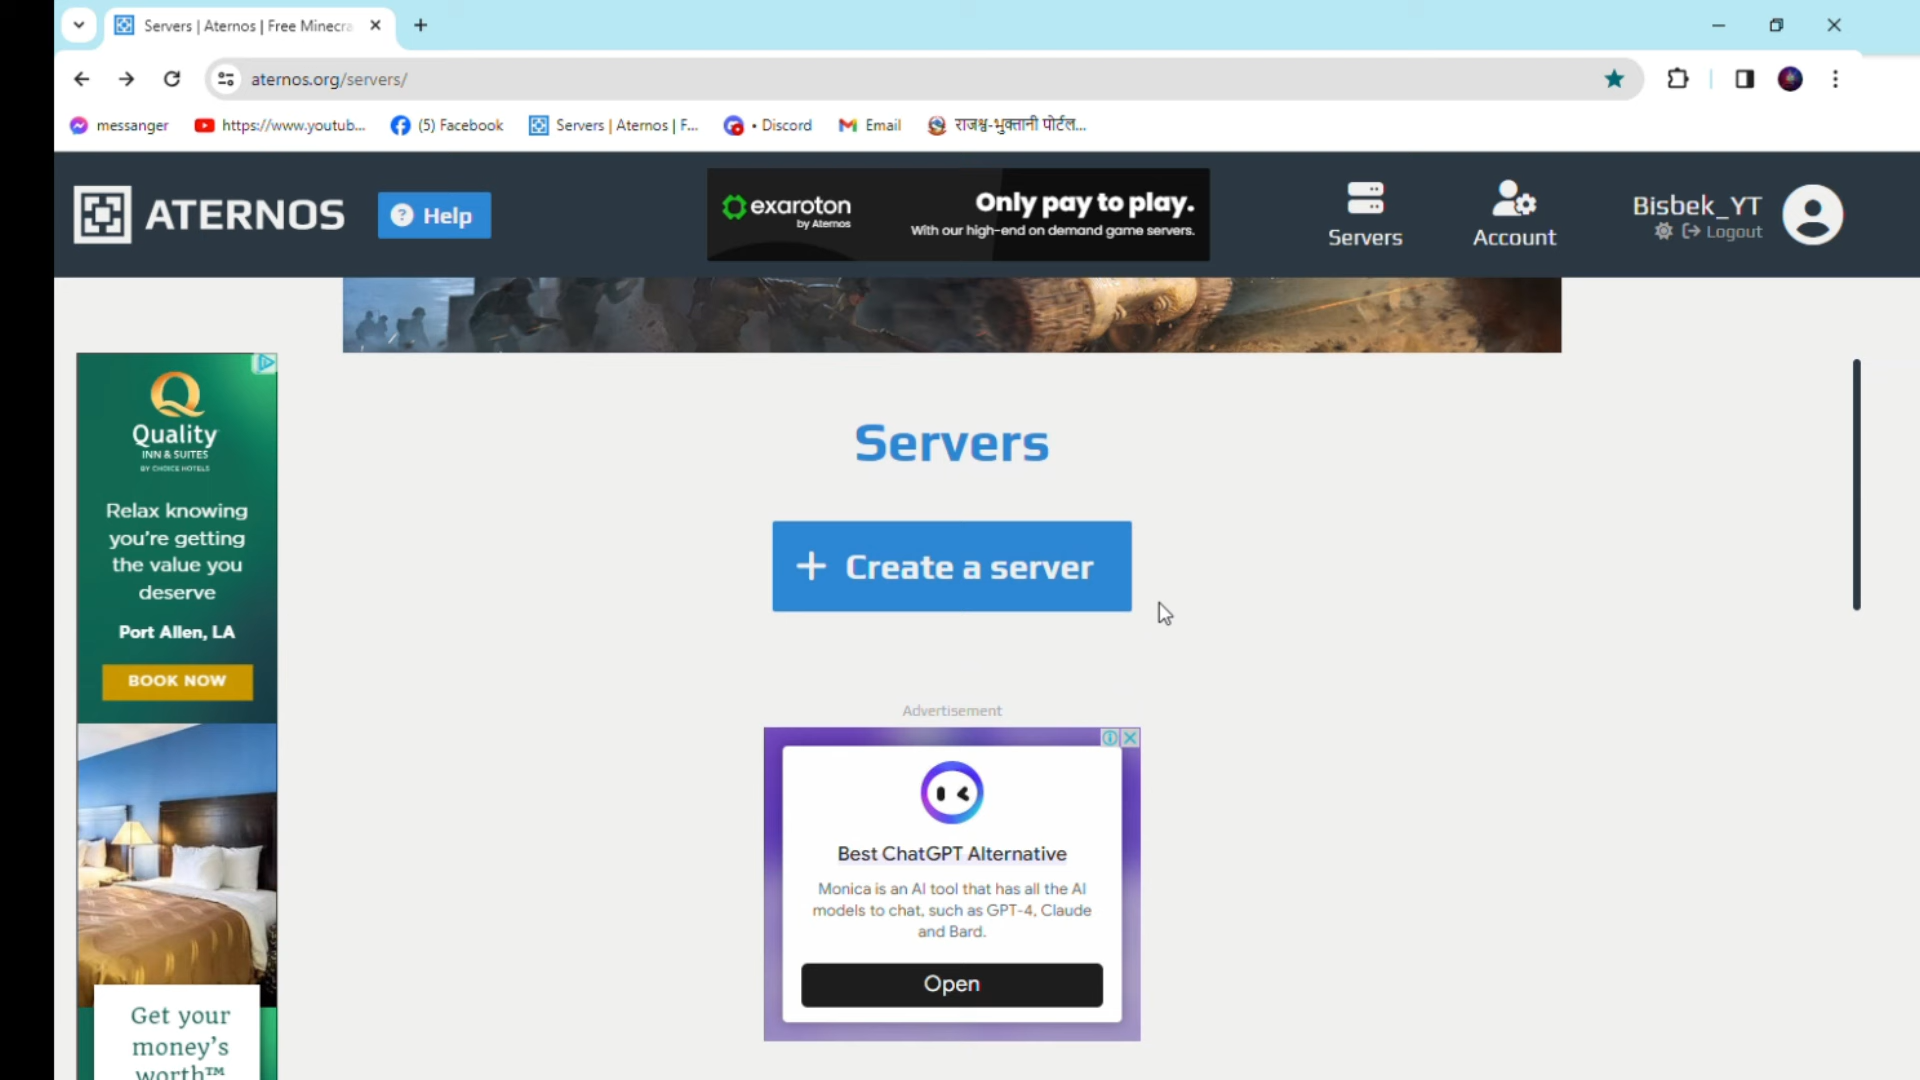 Servers | Aternos | Free Minecra
aternos.org/servers/
messanger
https://www.youtub...
(5) Facebook
Servers | Aternos | F...
• Discord
Email
राजश्व-भुक्तानी पोर्टल...
ATERNOS
Help
exaroton
by Aternos
Only pay to play.
With our high-end on demand game servers.
Servers
Account
Bisbek_YT
Logout
Quality
INN & SUITES
BY CHOICE HOTELS
Relax knowing
you're getting
the value you
deserve
Port Allen, LA
BOOK NOW
Get your
money's
worth™
Servers
+ Create a server
Advertisement
Best ChatGPT Alternative
Monica is an AI tool that has all the AI
models to chat, such as GPT-4, Claude
and Bard.
Open